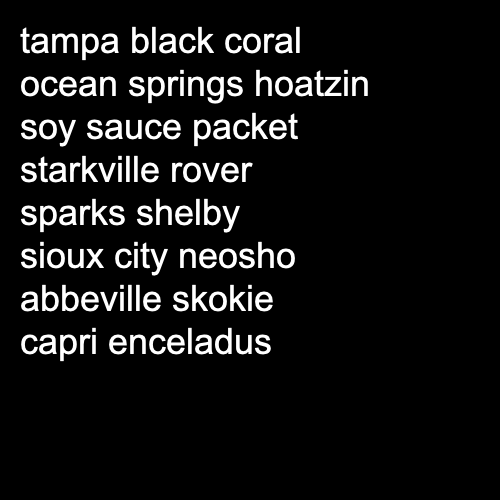 tampa black coral
ocean springs hoatzin
soy sauce packet
starkville rover
sparks shelby
sioux city neosho
abbeville skokie
capri enceladus